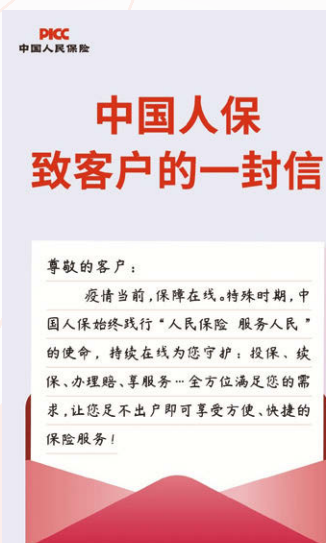 PICC
中国人民保险
中国人保
致客户的一封信
尊敬的客户：
疫情当前，保障在线。特殊时期，中
国人保始终践行“人民保险 服务人民”
的使命，持续在线为您守护：投保、续
保、办理赔、享服务…全方位满足您的需
求，让您足不出户即可享受方便、快捷的
保险服务！